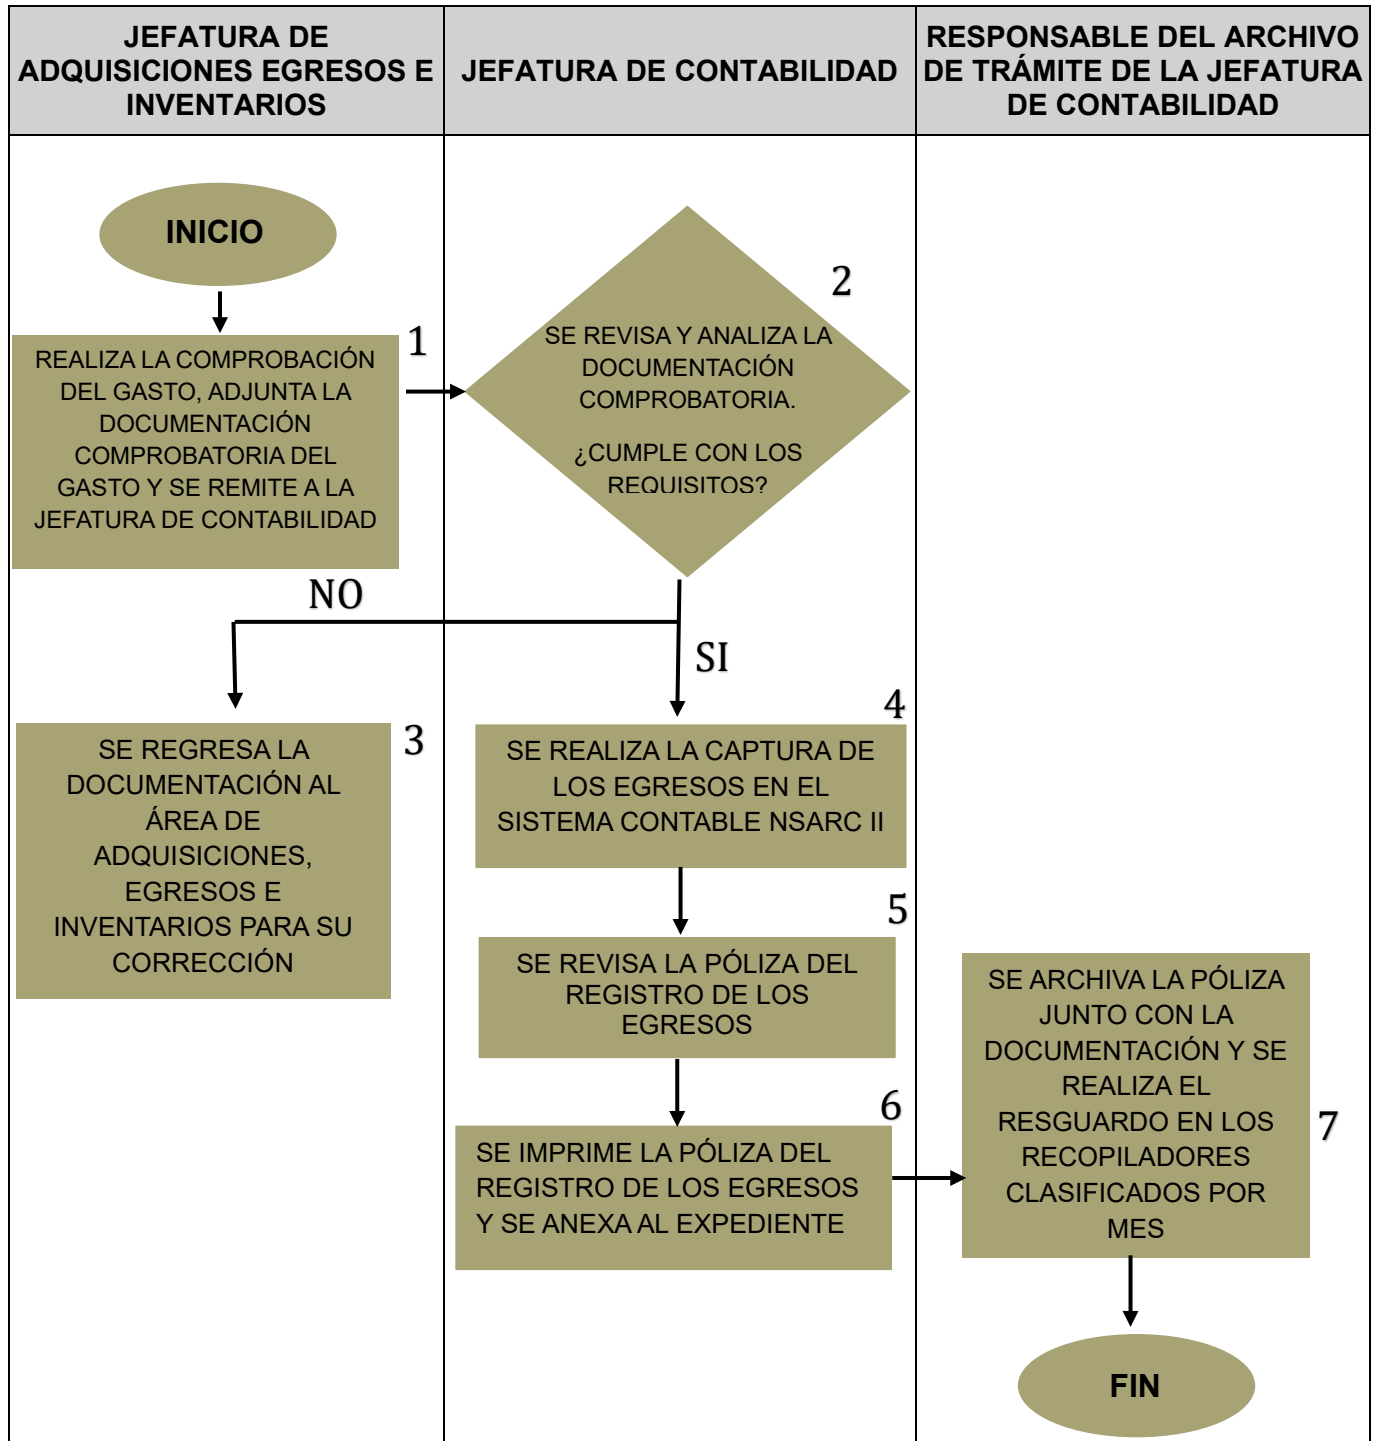 JEFATURA DE
ADQUISICIONES EGRESOS E
INVENTARIOS
JEFATURA DE CONTABILIDAD
RESPONSABLE DEL ARCHIVO
DE TRÁMITE DE LA JEFATURA
DE CONTABILIDAD
INICIO
1
REALIZA LA COMPROBACIÓN
DEL GASTO, ADJUNTA LA
DOCUMENTACIÓN
COMPROBATORIA DEL
GASTO Y SE REMITE A LA
JEFATURA DE CONTABILIDAD
2
SE REVISA Y ANALIZA LA
DOCUMENTACIÓN
COMPROBATORIA.
¿CUMPLE CON LOS
REQUISITOS?
NO
SI
3
SE REGRESA LA
DOCUMENTACIÓN AL
ÁREA DE
ADQUISICIONES,
EGRESOS E
INVENTARIOS PARA SU
CORRECCIÓN
4
SE REALIZA LA CAPTURA DE
LOS EGRESOS EN EL
SISTEMA CONTABLE NSARC II
5
SE REVISA LA PÓLIZA DEL
REGISTRO DE LOS
EGRESOS
6
SE IMPRIME LA PÓLIZA DEL
REGISTRO DE LOS EGRESOS
Y SE ANEXA AL EXPEDIENTE
SE ARCHIVA LA PÓLIZA
JUNTO CON LA
DOCUMENTACIÓN Y SE
REALIZA EL
RESGUARDO EN LOS
RECOPILADORES
CLASIFICADOS POR
MES
7
FIN